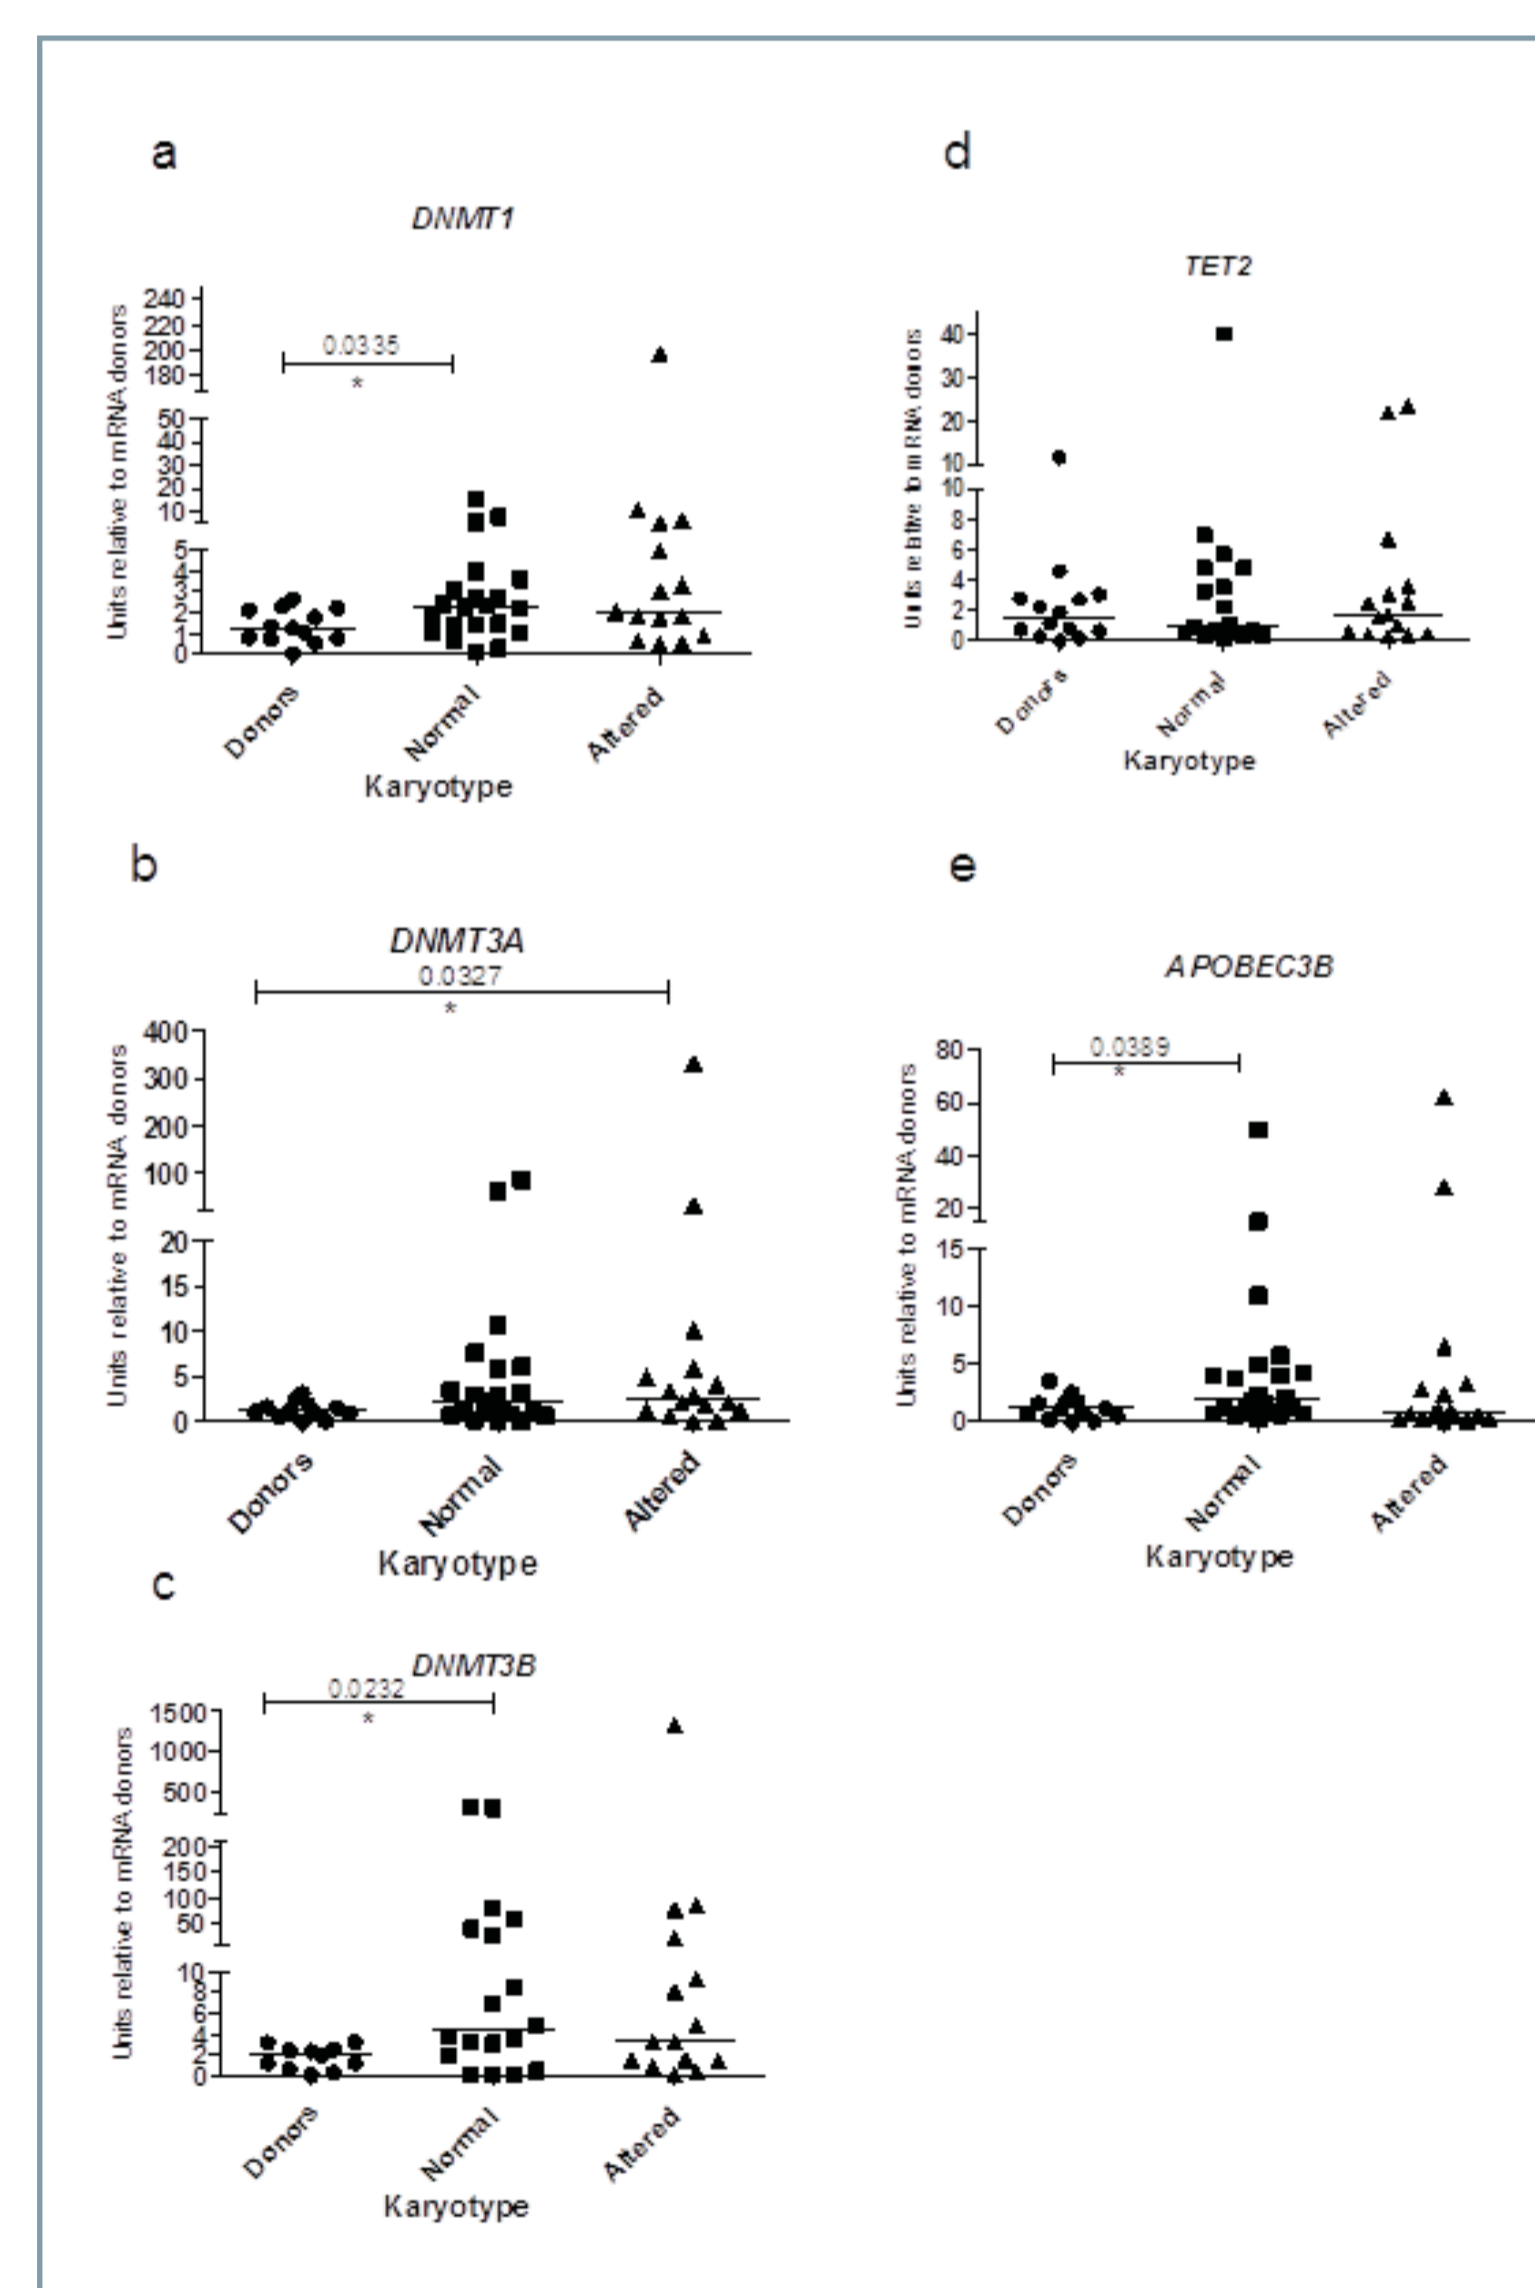 a
DNMT1
Units relative to mRNA donors
240
220
200
180
50
40
30
20
10
5
4
3
2
1
0
0.0335
*
Donors
Normal
Altered
Karyotype
d
TET2
Units relative to mRNA donors
40
30
20
10
10
8
6
4
2
0
Donors
Normal
Altered
Karyotype
b
DNMT3A
0.0327
*
Units relative to mRNA donors
400
300
200
100
20
15
10
5
0
Donors
Normal
Altered
Karyotype
e
APOBEC3B
0.0389
*
Units relative to mRNA donors
80
60
40
20
15
10
5
0
Donors
Normal
Altered
Karyotype
c
DNMT3B
0.0232
*
Units relative to mRNA donors
1500
1000
500
200
150
100
50
10
8
6
4
2
0
Donors
Normal
Altered
Karyotype